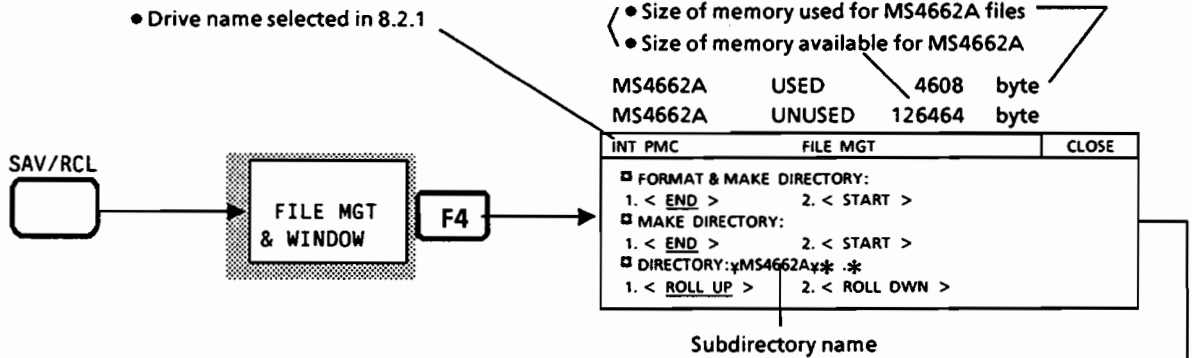 ● Drive name selected in 8.2.1
● Size of memory used for MS4662A files
● Size of memory available for MS4662A
MS4662A USED 4608 byte
MS4662A UNUSED 126464 byte
INT PMC FILE MGT CLOSE
FORMAT & MAKE DIRECTORY:
1. < END > 2. < START >
MAKE DIRECTORY:
1. < END > 2. < START >
DIRECTORY:¥MS4662A¥* .*
1. < ROLL UP > 2. < ROLL DWN >
Subdirectory name
SAV/RCL
FILE MGT
& WINDOW
F4